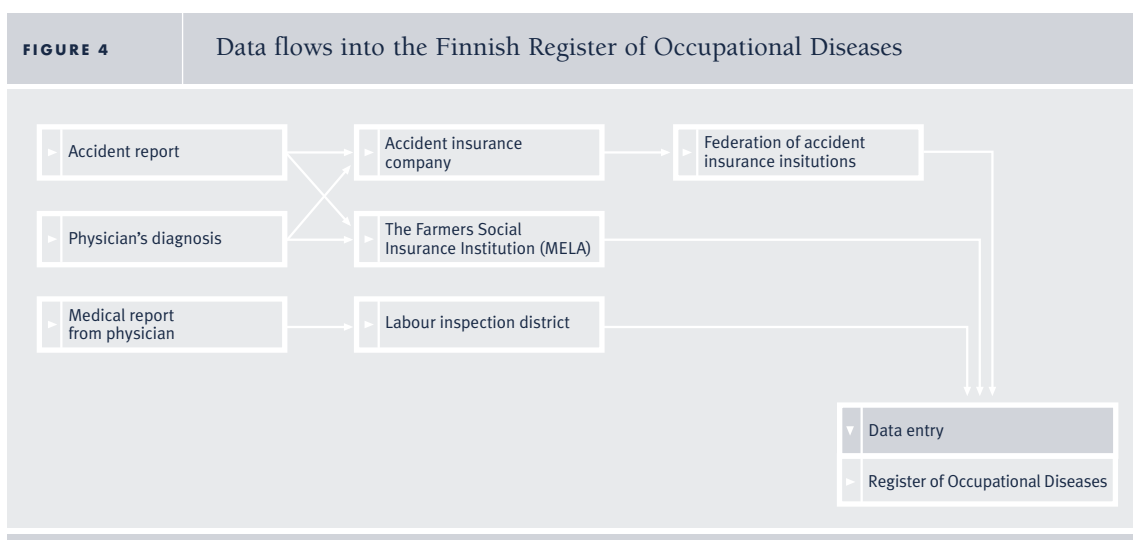 FIGURE 4
Data flows into the Finnish Register of Occupational Diseases
Accident report
Accident insurance
company
Federation of accident
insurance insitutions
Physician's diagnosis
The Farmers Social
Insurance Institution (MELA)
Medical report
from physician
Labour inspection district
Data entry
Register of Occupational Diseases